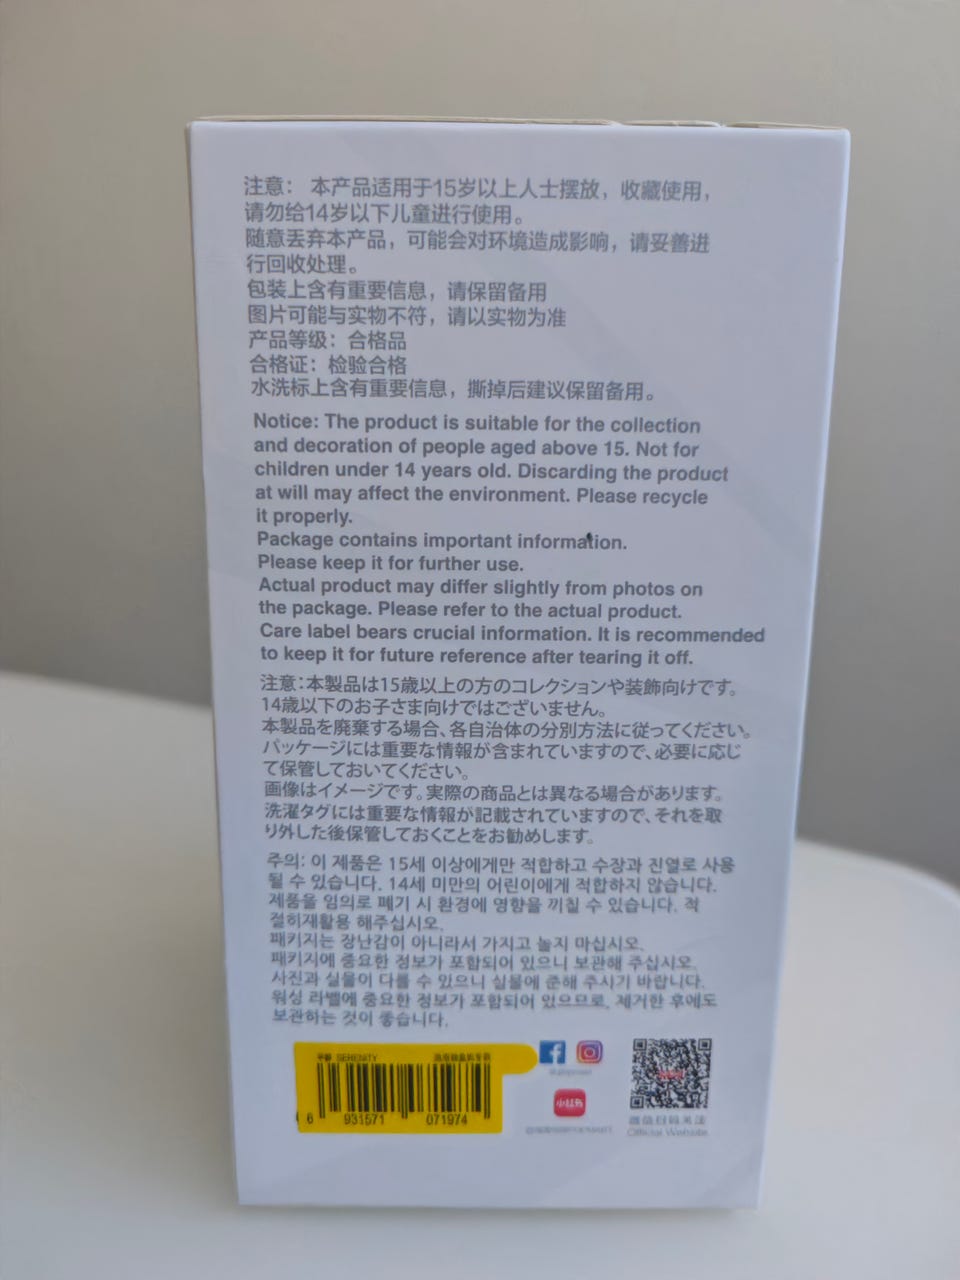 注意： 本产品适用于15岁以上人士摆放，收藏使用，
请勿给14岁以下儿童进行使用。
随意丢弃本产品，可能会对环境造成影响，请妥善进
行回收处理。
包装上含有重要信息，请保留备用
图片可能与实物不符，请以实物为准
产品等级：合格品
合格证：检验合格
水洗标上含有重要信息，撕掉后建议保留备用。
Notice: The product is suitable for the collection
and decoration of people aged above 15. Not for
children under 14 years old. Discarding the product
at will may affect the environment. Please recycle
it properly.
Package contains important information.
Please keep it for further use.
Actual product may differ slightly from photos on
the package. Please refer to the actual product.
Care label bears crucial information. It is recommended
to keep it for future reference after tearing it off.
注意:本製品は15歳以上の方のコレクションや装飾向けです。
14歳以下のお子さま向けではございません。
本製品を廃棄する場合、各自治体の分別方法に従ってください。
パッケージには重要な情報が含まれていますので、必要に応じ
て保管しておいてください。
画像はイメージです。実際の商品とは異なる場合があります。
洗濯タグには重要な情報が記載されていますので、それを取
り外した後保管しておくことをお勧めします。
주의: 이 제품은 15세 이상에게만 적합하고 수장과 진열로 사용
될 수 있습니다. 14세 미만의 어린이에게 적합하지 않습니다.
제품을 임의로 폐기 시 환경에 영향을 끼칠 수 있습니다. 적
절히재활용 해주십시오.
패키지는 장난감이 아니라서 가지고 놀지 마십시오.
패키지에 중요한 정보가 포함되어 있으니 보관해 주십시오.
사진과 실물이 다를 수 있으니 실물에 준해 주시기 바랍니다.
워싱 라벨에 중요한 정보가 포함되어 있으므로, 제거한 후에도
보관하는 것이 좋습니다.
SERENITY
6 931571 071974
小红书
微信扫码关注
Official Website